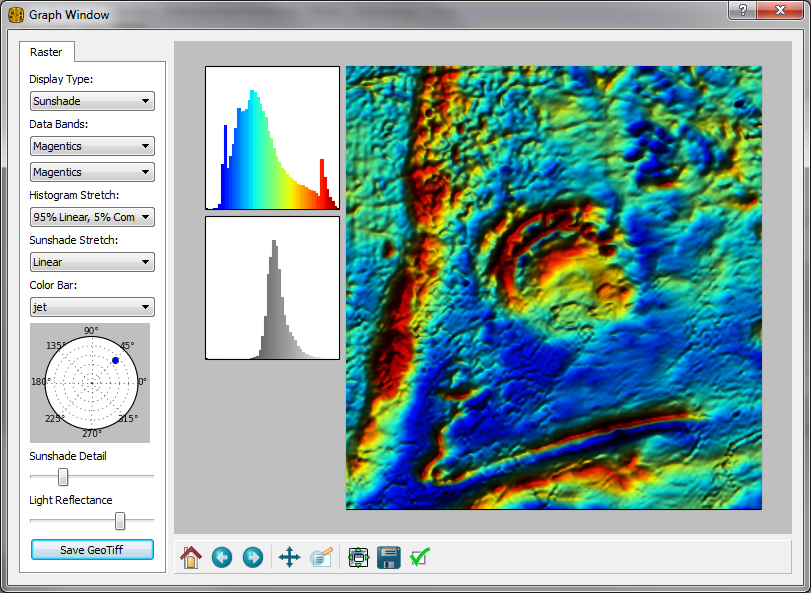 Graph Window
Raster
Display Type:
Sunshade
Data Bands:
Magentics
Magentics
Histogram Stretch:
95% Linear, 5% Com
Sunshade Stretch:
Linear
Color Bar:
jet
90°
135° 45°
180° 0°
225° 315°
270°
Sunshade Detail
Light Reflectance
Save GeoTiff